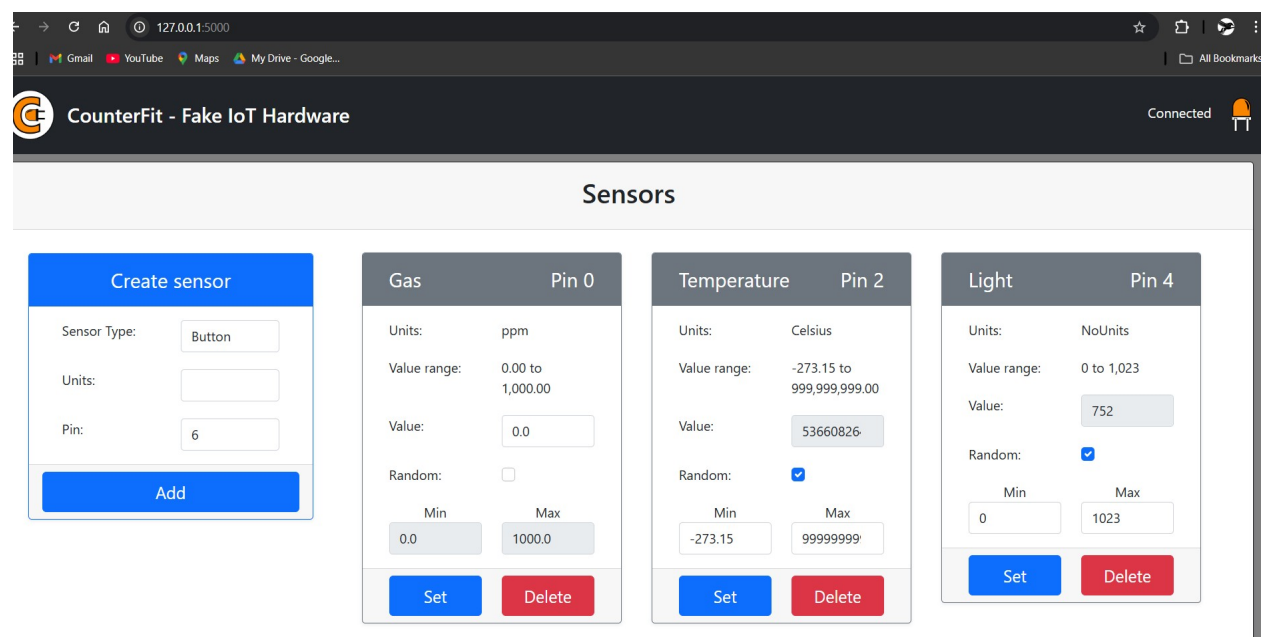 127.0.0.1:5000
Gmail YouTube Maps My Drive - Google... All Bookmarks
CounterFit - Fake IoT Hardware Connected
Sensors
Create sensor
Sensor Type: Button
Units:
Pin: 6
Add
Gas Pin 0
Units: ppm
Value range: 0.00 to
1,000.00
Value: 0.0
Random:
Min Max
0.0 1000.0
Set Delete
Temperature Pin 2
Units: Celsius
Value range: -273.15 to
999,999,999.00
Value: 53660826
Random:
Min Max
-273.15 99999999
Set Delete
Light Pin 4
Units: NoUnits
Value range: 0 to 1,023
Value: 752
Random:
Min Max
0 1023
Set Delete